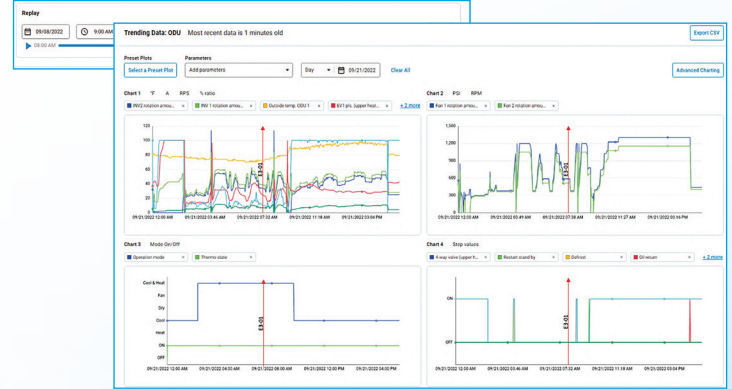 Replay
09/08/2022
9:00 AM
08:00 AM
Trending Data: ODU Most recent data is 1 minutes old
Export CSV
Preset Plots Parameters
Select a Preset Plot Add parameters Day 09/21/2022 Clear All
Advanced Charting
Chart 1 °F A RPS % ratio
INV2 rotation amou... × INV 1 rotation amou... × Outside temp. ODU 1 × EV1 pls. (upper heat... × + 2 more
120
100
80
60
40
20
0
E3-01
09/21/2022 12:00 AM 09/21/2022 03:45 AM 09/21/2022 07:32 AM 09/21/2022 11:18 AM 09/21/2022 03:04 PM
Chart 2 PSI RPM
Fan 1 rotation amou... × Fan 2 rotation amou... ×
1,500
1,200
900
600
300
0
E3-01
09/21/2022 12:00 AM 09/21/2022 03:49 AM 09/21/2022 07:38 AM 09/21/2022 11:27 AM 09/21/2022 03:16 PM
Chart 3 Mode On/Off
Operation mode × Thermo state ×
Cool & Heat
Fan
Dry
Cool
Heat
ON
OFF
E3-01
09/21/2022 12:00 AM 09/21/2022 04:00 AM 09/21/2022 08:00 AM 09/21/2022 12:00 PM 09/21/2022 04:00 PM
Chart 4 Step values
4-way valve (upper h... × Restart stand by × Defrost × Oil return × + 2 more
ON
OFF
E3-01
09/21/2022 12:00 AM 09/21/2022 03:46 AM 09/21/2022 07:32 AM 09/21/2022 11:18 AM 09/21/2022 03:04 PM